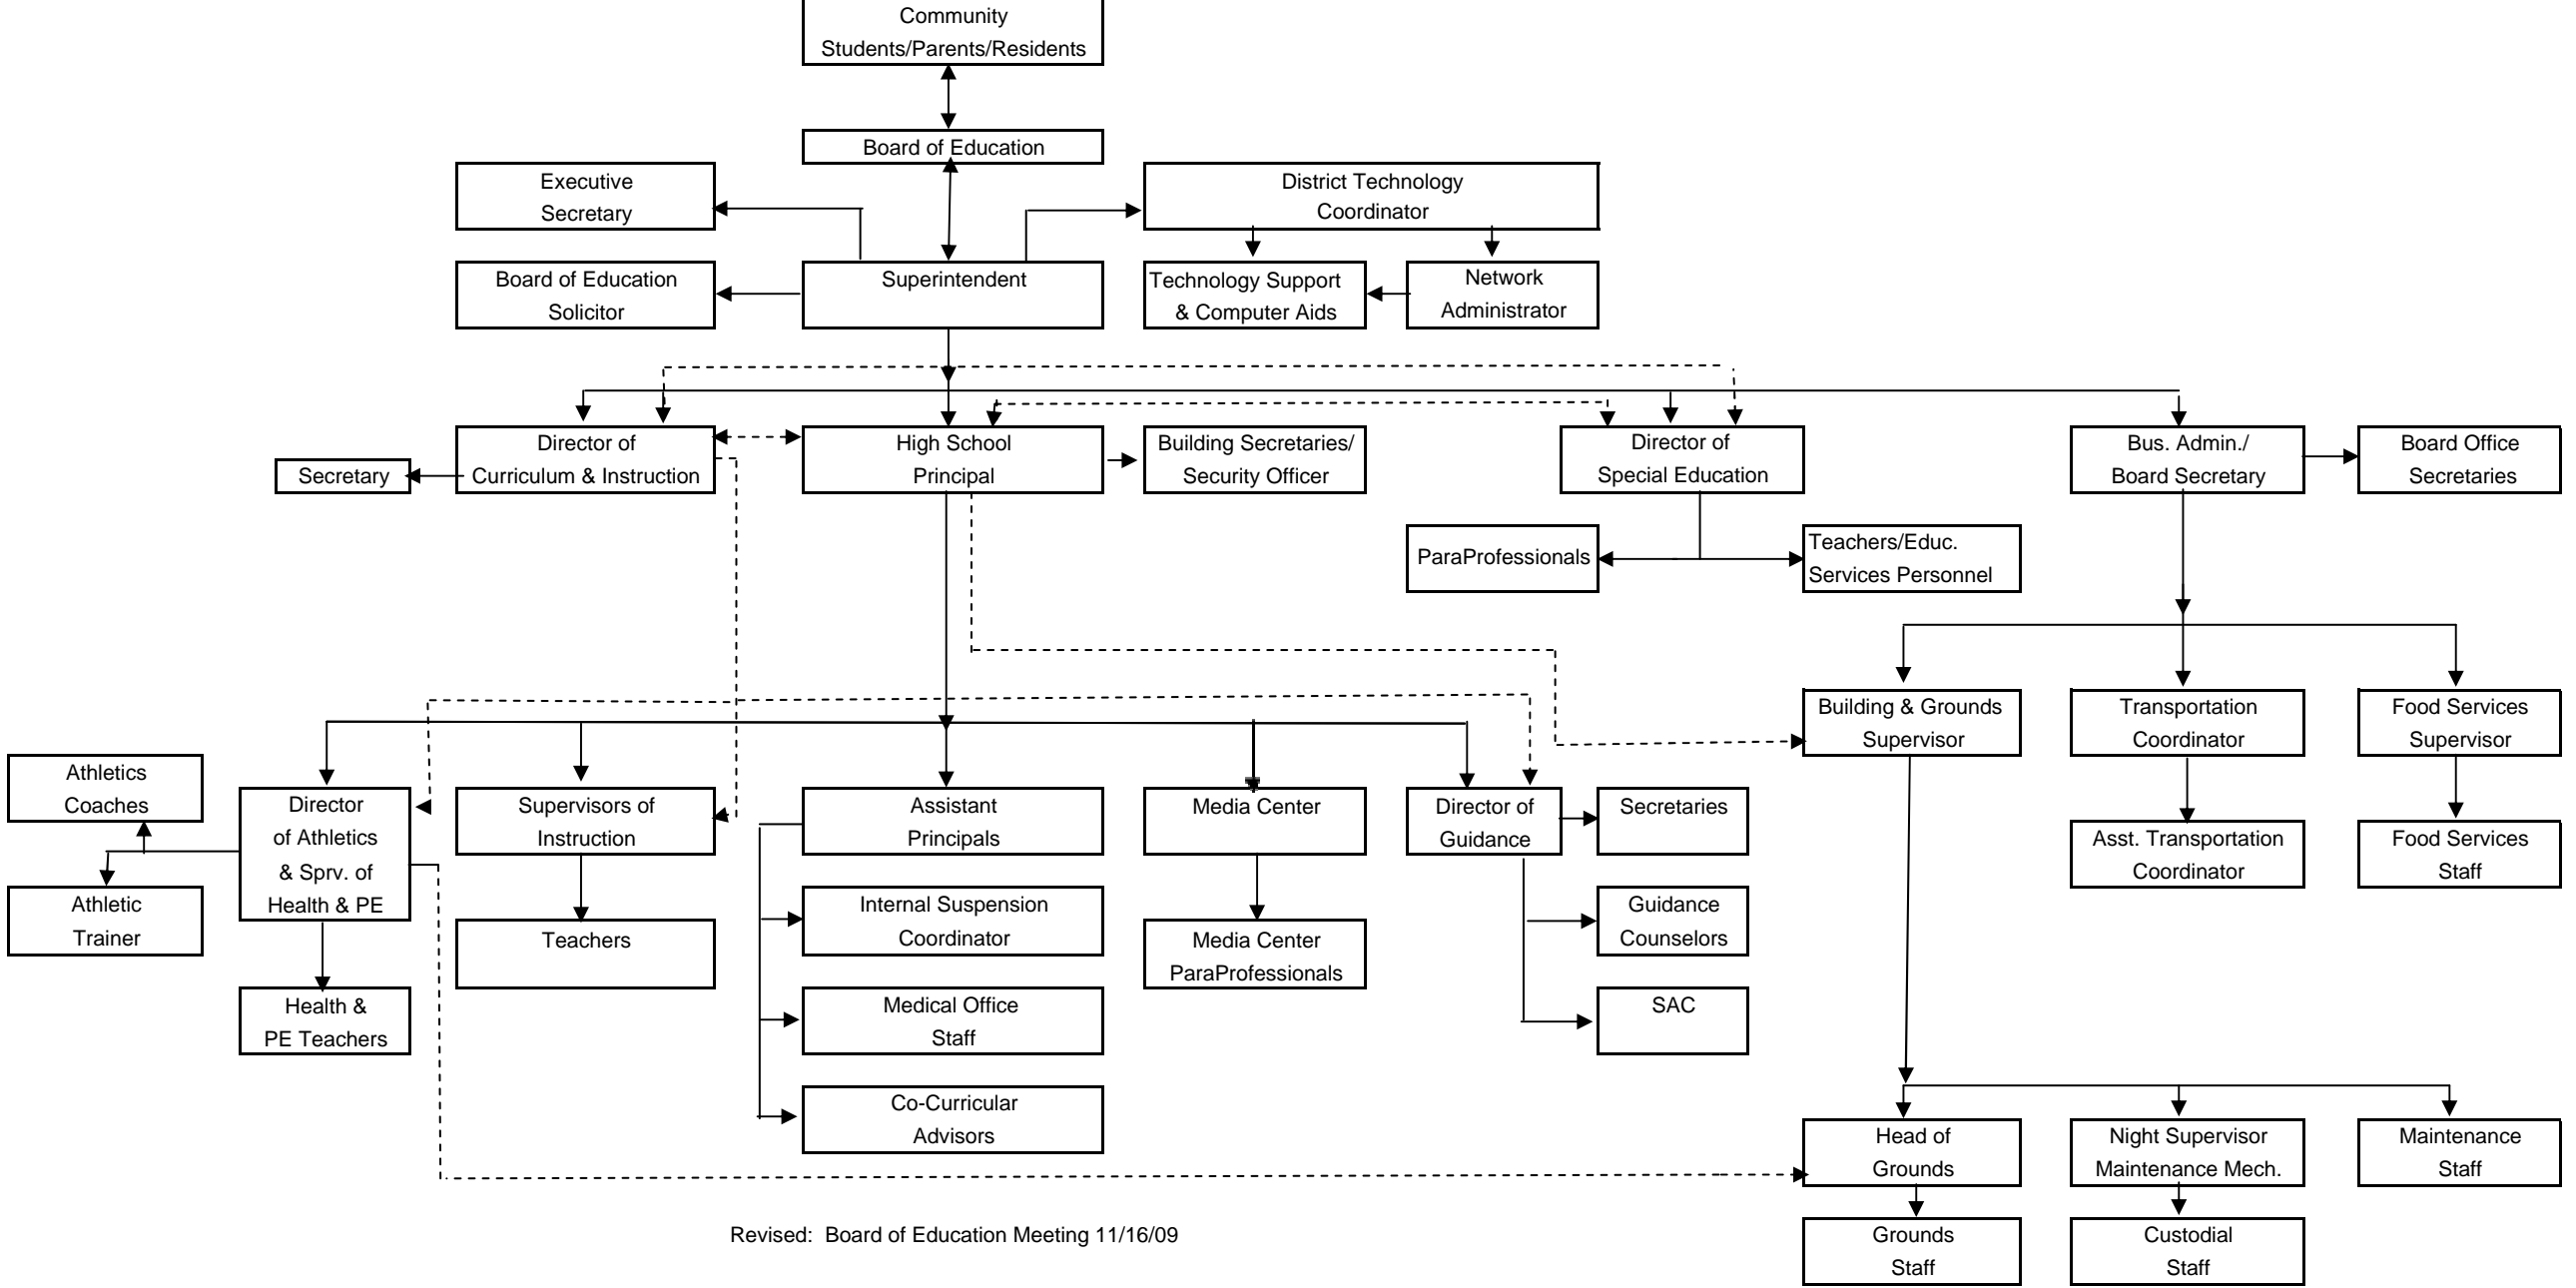 Community
Students/Parents/Residents
Board of Education
Executive
Secretary
District Technology
Coordinator
Board of Education
Solicitor
Superintendent
Technology Support
& Computer Aids
Network
Administrator
Director of
Curriculum & Instruction
Secretary
High School
Principal
Building Secretaries/
Security Officer
Director of
Special Education
Bus. Admin./
Board Secretary
Board Office
Secretaries
ParaProfessionals
Teachers/Educ.
Services Personnel
Building & Grounds
Supervisor
Transportation
Coordinator
Food Services
Supervisor
Athletics
Coaches
Director
of Athletics
& Sprv. of
Health & PE
Supervisors of
Instruction
Assistant
Principals
Media Center
Director of
Guidance
Secretaries
Asst. Transportation
Coordinator
Food Services
Staff
Athletic
Trainer
Teachers
Internal Suspension
Coordinator
Media Center
ParaProfessionals
Guidance
Counselors
Health &
PE Teachers
Medical Office
Staff
SAC
Co-Curricular
Advisors
Head of
Grounds
Night Supervisor
Maintenance Mech.
Maintenance
Staff
Revised:  Board of Education Meeting 11/16/09
Grounds
Staff
Custodial
Staff